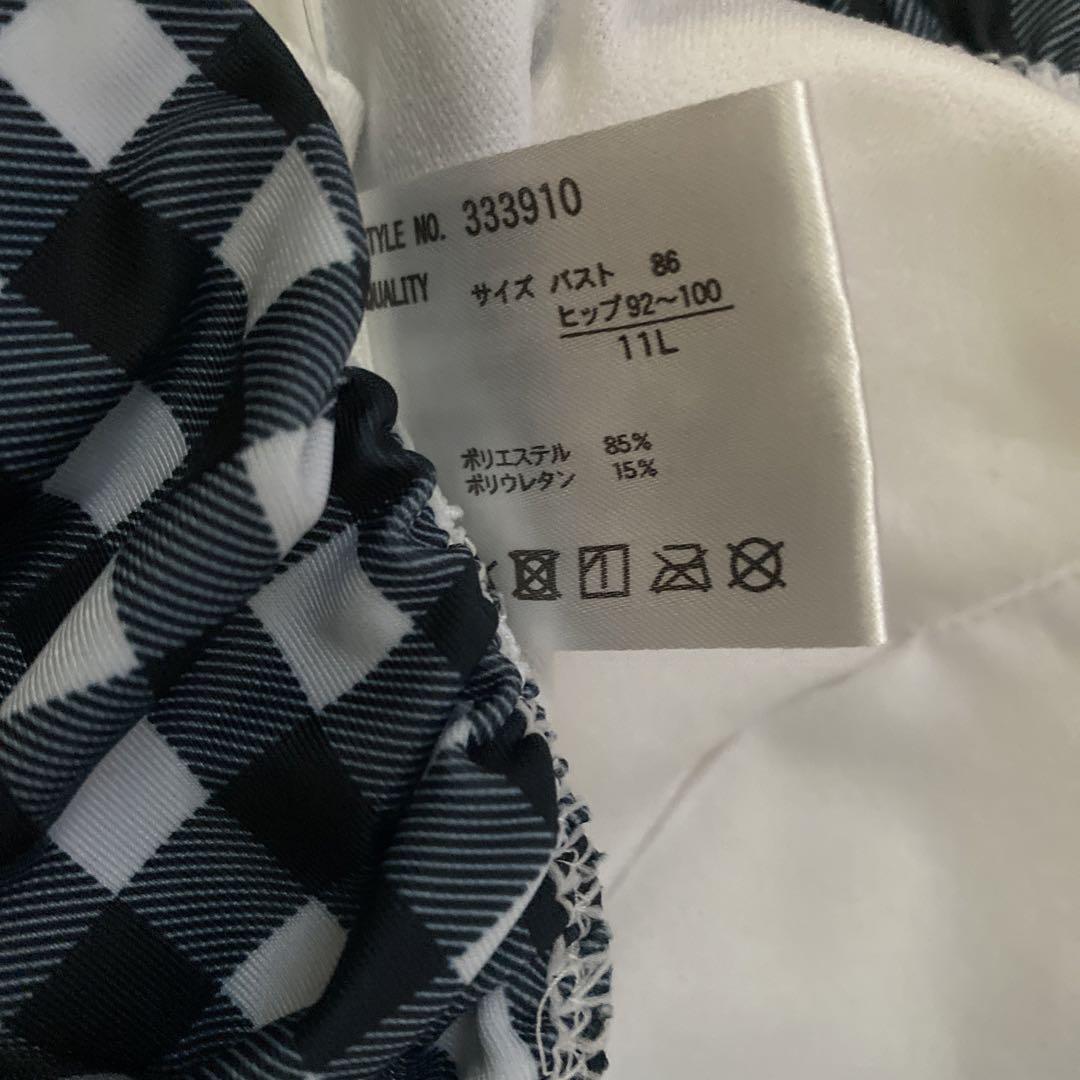 TYLE NO. 333910
QUALITY サイズ バスト 86
ヒップ92〜100
11L
ポリエステル 85%
ポリウレタン 15%